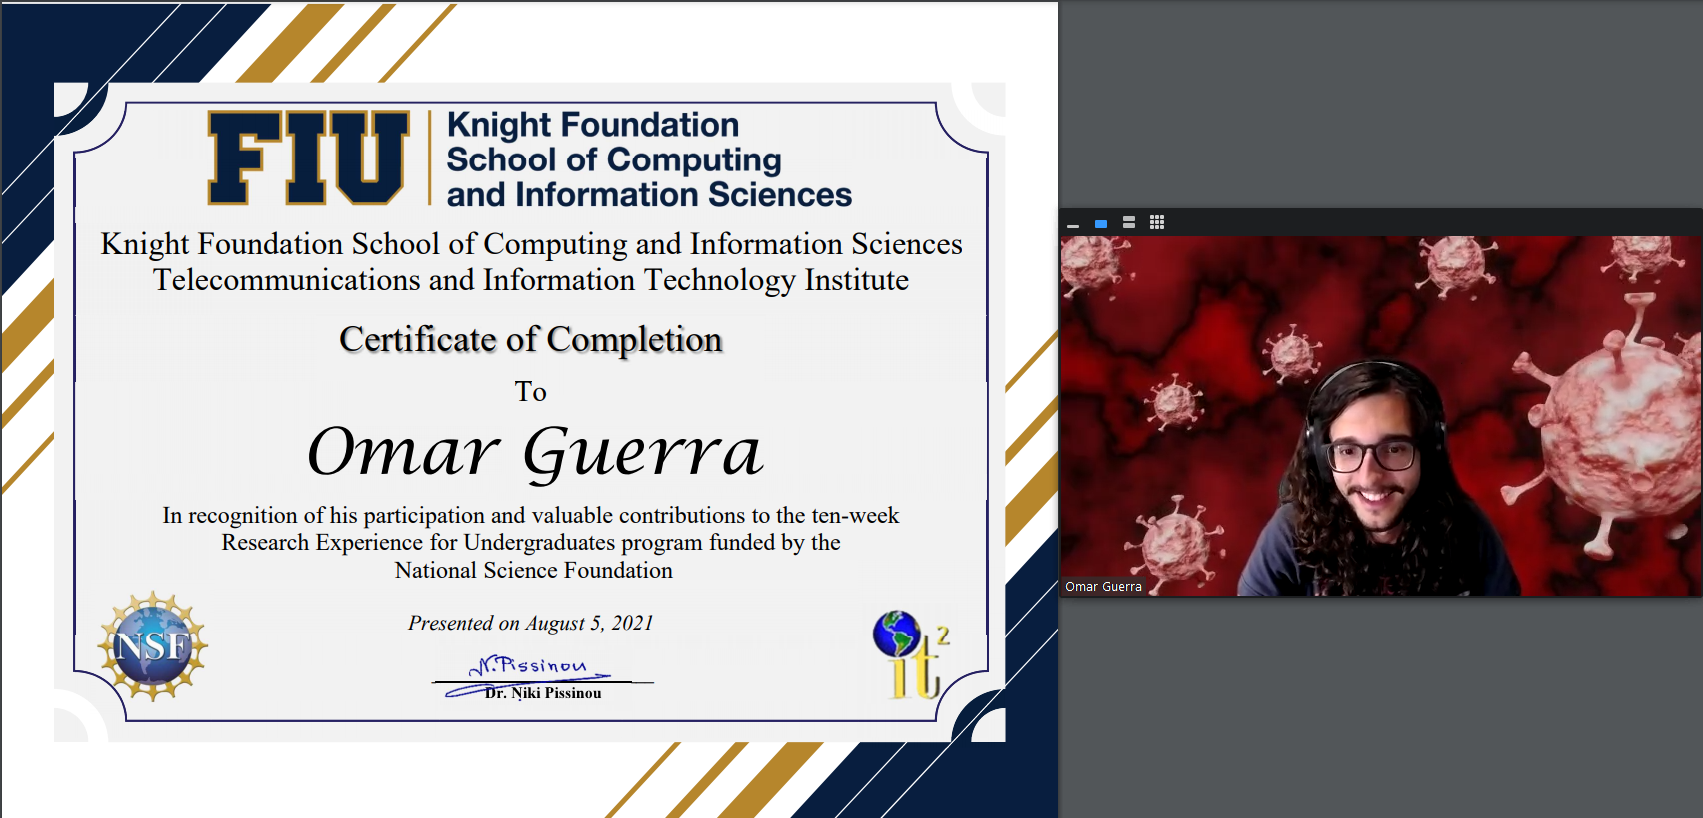 FIU
Knight Foundation
School of Computing
and Information Sciences
Knight Foundation School of Computing and Information Sciences
Telecommunications and Information Technology Institute
Certificate of Completion
To
Omar Guerra
In recognition of his participation and valuable contributions to the ten-week
Research Experience for Undergraduates program funded by the
National Science Foundation
Presented on August 5, 2021
N. Pissinou
Dr. Niki Pissinou
NSF
it2
Omar Guerra